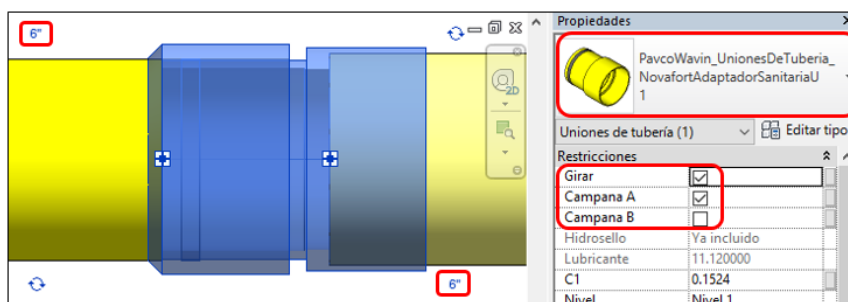 6"
2D
6"
Propiedades
PavcoWavin_UnionesDeTuberia_
NovafortAdaptadorSanitariaU
1
Uniones de tubería (1)
Editar tipo
Restricciones
Girar
Campana A
Campana B
Hidrosello Ya incluido
Lubricante 11.120000
C1 0.1524
Nivel Nivel 1